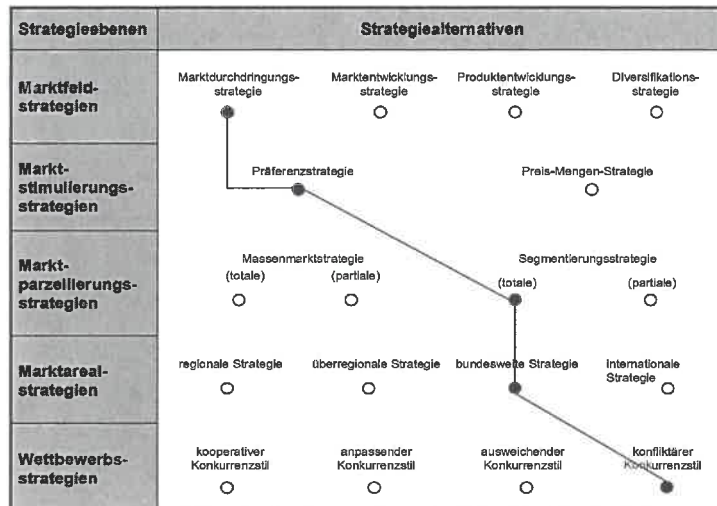 Strategieebenen
Strategiealternativen
Marktfeld-
strategien
Marktdurchdringungs-
strategie
Marktentwicklungs-
strategie
Produktentwicklungs-
strategie
Diversifikations-
strategie
Markt-
stimulierungs-
strategien
Präferenzstrategie
Preis-Mengen-Strategie
Markt-
parzellierungs-
strategien
Massenmarktstrategie
(totale)
(partiale)
Segmentierungsstrategie
(totale)
(partiale)
Marktareal-
strategien
regionale Strategie
überregionale Strategie
bundesweite Strategie
Internationale
Strategie
Wettbewerbs-
strategien
kooperativer
Konkurrenzstil
anpassender
Konkurrenzstil
ausweichender
Konkurrenzstil
konfliktärer
Konkurrenzstil